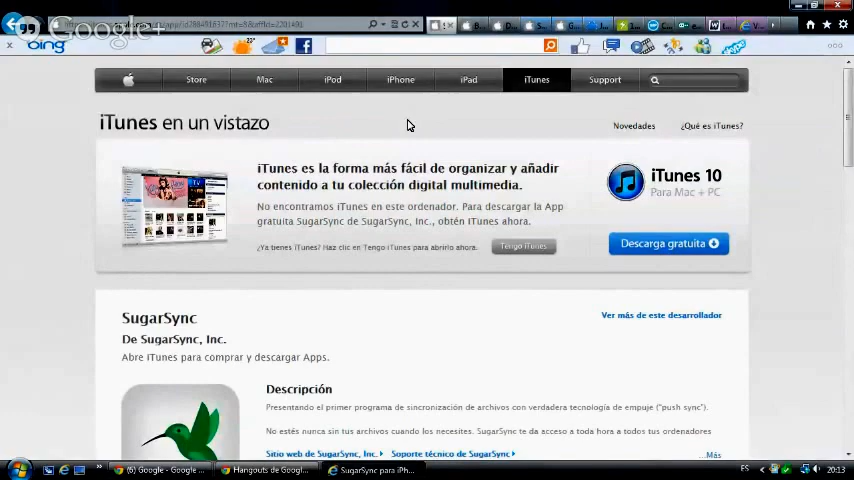 Google+
bing
Store
Mac
iPod
iPhone
iPad
iTunes
Support
iTunes en un vistazo
Novedades
¿Qué es iTunes?
iTunes es la forma más fácil de organizar y añadir
contenido a tu colección digital multimedia.
No encontramos iTunes en este ordenador. Para descargar la App
gratuita SugarSync de SugarSync, Inc., obtén iTunes ahora.
¿Ya tienes iTunes? Haz clic en Tengo iTunes para abrirlo ahora.
Tengo iTunes
iTunes 10
Para Mac + PC
Descarga gratuita
SugarSync
Ver más de este desarrollador
De SugarSync, Inc.
Abre iTunes para comprar y descargar Apps.
Descripción
Presentando el primer programa de sincronización de archivos con verdadera tecnología de empuje ("push sync").
No estés nunca sin tus archivos cuando los necesites. SugarSync te da acceso a toda hora a todos tus ordenadores
Sitio web de SugarSync, Inc.
Soporte técnico de SugarSync
...Más
(6) Google - Google ...
Hangouts de Googl...
SugarSync para iPh...
ES
20:13